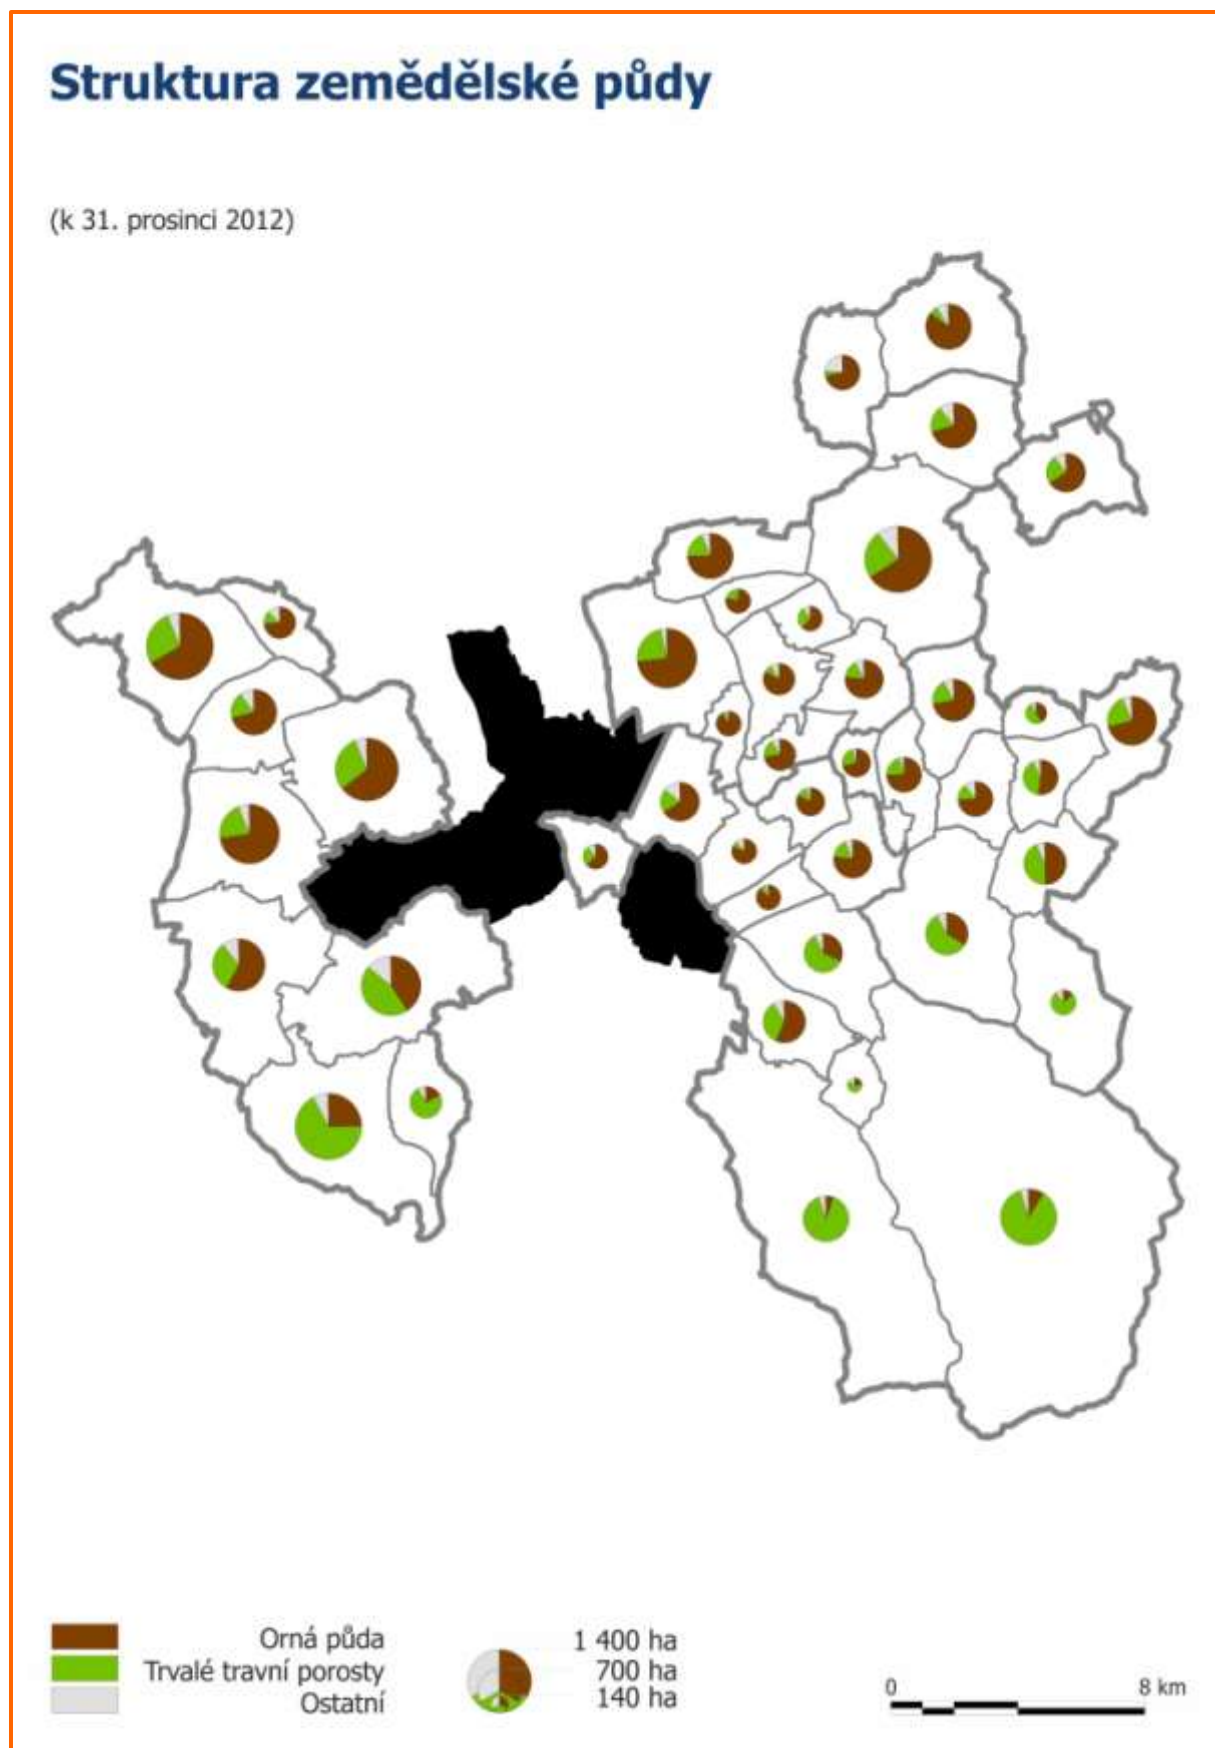 Struktura zemědělské půdy
(k 31. prosinci 2012)
Orná půda
Trvalé travní porosty
Ostatní
1 400 ha
700 ha
140 ha
0 8 km